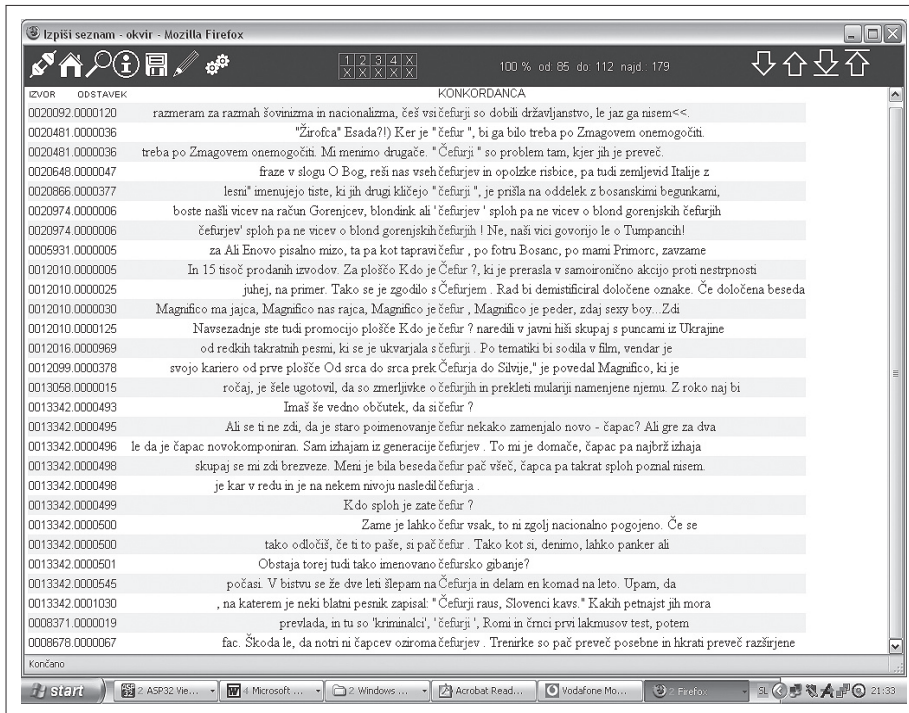 Izpiši seznam - okvir - Mozilla Firefox
1 2 3 4 X
X X X X X
100 % od: 85 do: 112 najd.: 179
IZVOR ODSTAVEK KONKORDANCA
0020092.0000120 razmeram za razmah šovinizma in nacionalizma, češ vsi čefurji so dobili državljanstvo, le jaz ga nisem<<.
0020481.0000036 "Žirofca" Esada?!) Ker je " čefur ", bi ga bilo treba po Zmagovem onemogočiti.
0020481.0000036 treba po Zmagovem onemogočiti. Mi menimo drugače. " Čefurji " so problem tam, kjer jih je preveč.
0020648.0000047 fraze v slogu O Bog, reši nas vseh čefurjev in opolzke risbice, pa tudi zemljevid Italije z
0020866.0000377 lesni" imenujejo tiste, ki jih drugi kličejo " čefurji ", je prišla na oddelek z bosanskimi begunkami,
0020974.0000006 boste našli vicev na račun Gorenjcev, blondink ali ' čefurjev ' sploh pa ne vicev o blond gorenjskih čefurjih
0020974.0000006 čefurjev' sploh pa ne vicev o blond gorenjskih čefurjih ! Ne, naši vici govorijo le o Tumpancih!
0005931.0000005 za Ali Enovo pisalno mizo, ta pa kot tapravi čefur , po fotru Bosanc, po mami Primorc, zavzame
0012010.0000005 In 15 tisoč prodanih izvodov. Za ploščo Kdo je Čefur ?, ki je prerasla v samoironično akcijo proti nestrpnosti
0012010.0000025 juhej, na primer. Tako se je zgodilo s Čefurjem . Rad bi demistificiral določene oznake. Če določena beseda
0012010.0000030 Magnifico ma jajca, Magnifico nas rajca, Magnifico je čefur , Magnifico je peder, zdaj sexy boy...Zdi
0012010.0000125 Navsezadnje ste tudi promocijo plošče Kdo je čefur ? naredili v javni hiši skupaj s puncami iz Ukrajine
0012016.0000969 od redkih takratnih pesmi, ki se je ukvarjala s čefurji . Po tematiki bi sodila v film, vendar je
0012099.0000378 svojo kariero od prve plošče Od srca do srca prek Čefurja do Silvije," je povedal Magnifico, ki je
0013058.0000015 ročaj, je šele ugotovil, da so zmerljivke o čefurjih in prekleti mulariji namenjene njemu. Z roko naj bi
0013342.0000493 Imaš še vedno občutek, da si čefur ?
0013342.0000495 Ali se ti ne zdi, da je staro poimenovanje čefur nekako zamenjalo novo - čapac? Ali gre za dva
0013342.0000496 le da je čapac novokomponiran. Sam izhajam iz generacije čefurjev . To mi je domače, čapac pa najbrž izhaja
0013342.0000498 skupaj se mi zdi brezveze. Meni je bila beseda čefur pač všeč, čapca pa takrat sploh poznal nisem.
0013342.0000498 je kar v redu in je na nekem nivoju nasledil čefurja .
0013342.0000499 Kdo sploh je zate čefur ?
0013342.0000500 Zame je lahko čefur vsak, to ni zgolj nacionalno pogojeno. Če se
0013342.0000500 tako odločiš, če ti to paše, si pač čefur . Tako kot si, denimo, lahko panker ali
0013342.0000501 Obstaja torej tudi tako imenovano čefursko gibanje?
0013342.0000545 počasi. V bistvu se že dve leti šlepam na Čefurja in delam en komad na leto. Upam, da
0013342.0001030 , na katerem je neki blatni pesnik zapisal: " Čefurji raus, Slovenci kavs." Kakih petnajst jih mora
0008371.0000019 prevlada, in tu so 'kriminalci', ' čefurji ', Romi in črnci prvi lakmusov test, potem
0008678.0000067 fac. Škoda le, da notri ni čapcev oziroma čefurjev . Trenirke so pač preveč posebne in hkrati preveč razširjene
Končano
start 2 ASP32 Vie... 4 Microsoft ... 2 Windows ... Acrobat Read... Vodafone Mo... 2 Firefox SL 21:33